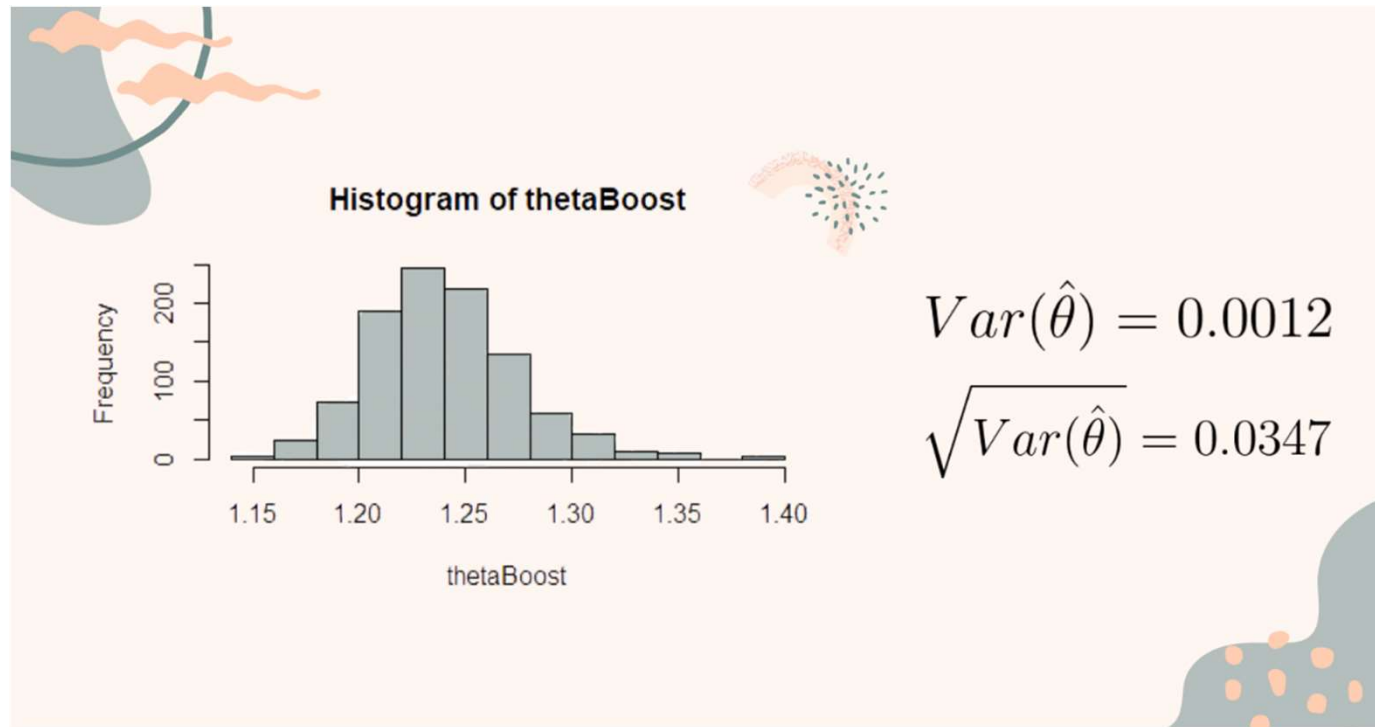 Histogram of thetaBoost
Frequency
200
100
0
1.15 1.20 1.25 1.30 1.35 1.40
thetaBoost
Var(θ̂) = 0.0012
√Var(θ̂) = 0.0347